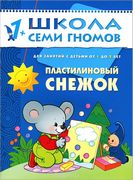 ШКОЛА
1+
СЕМИ ГНОМОВ
ДЛЯ ЗАНЯТИЙ С ДЕТЬМИ ОТ 1 ДО 2 ЛЕТ
ПЛАСТИЛИНОВЫЙ
СНЕЖОК